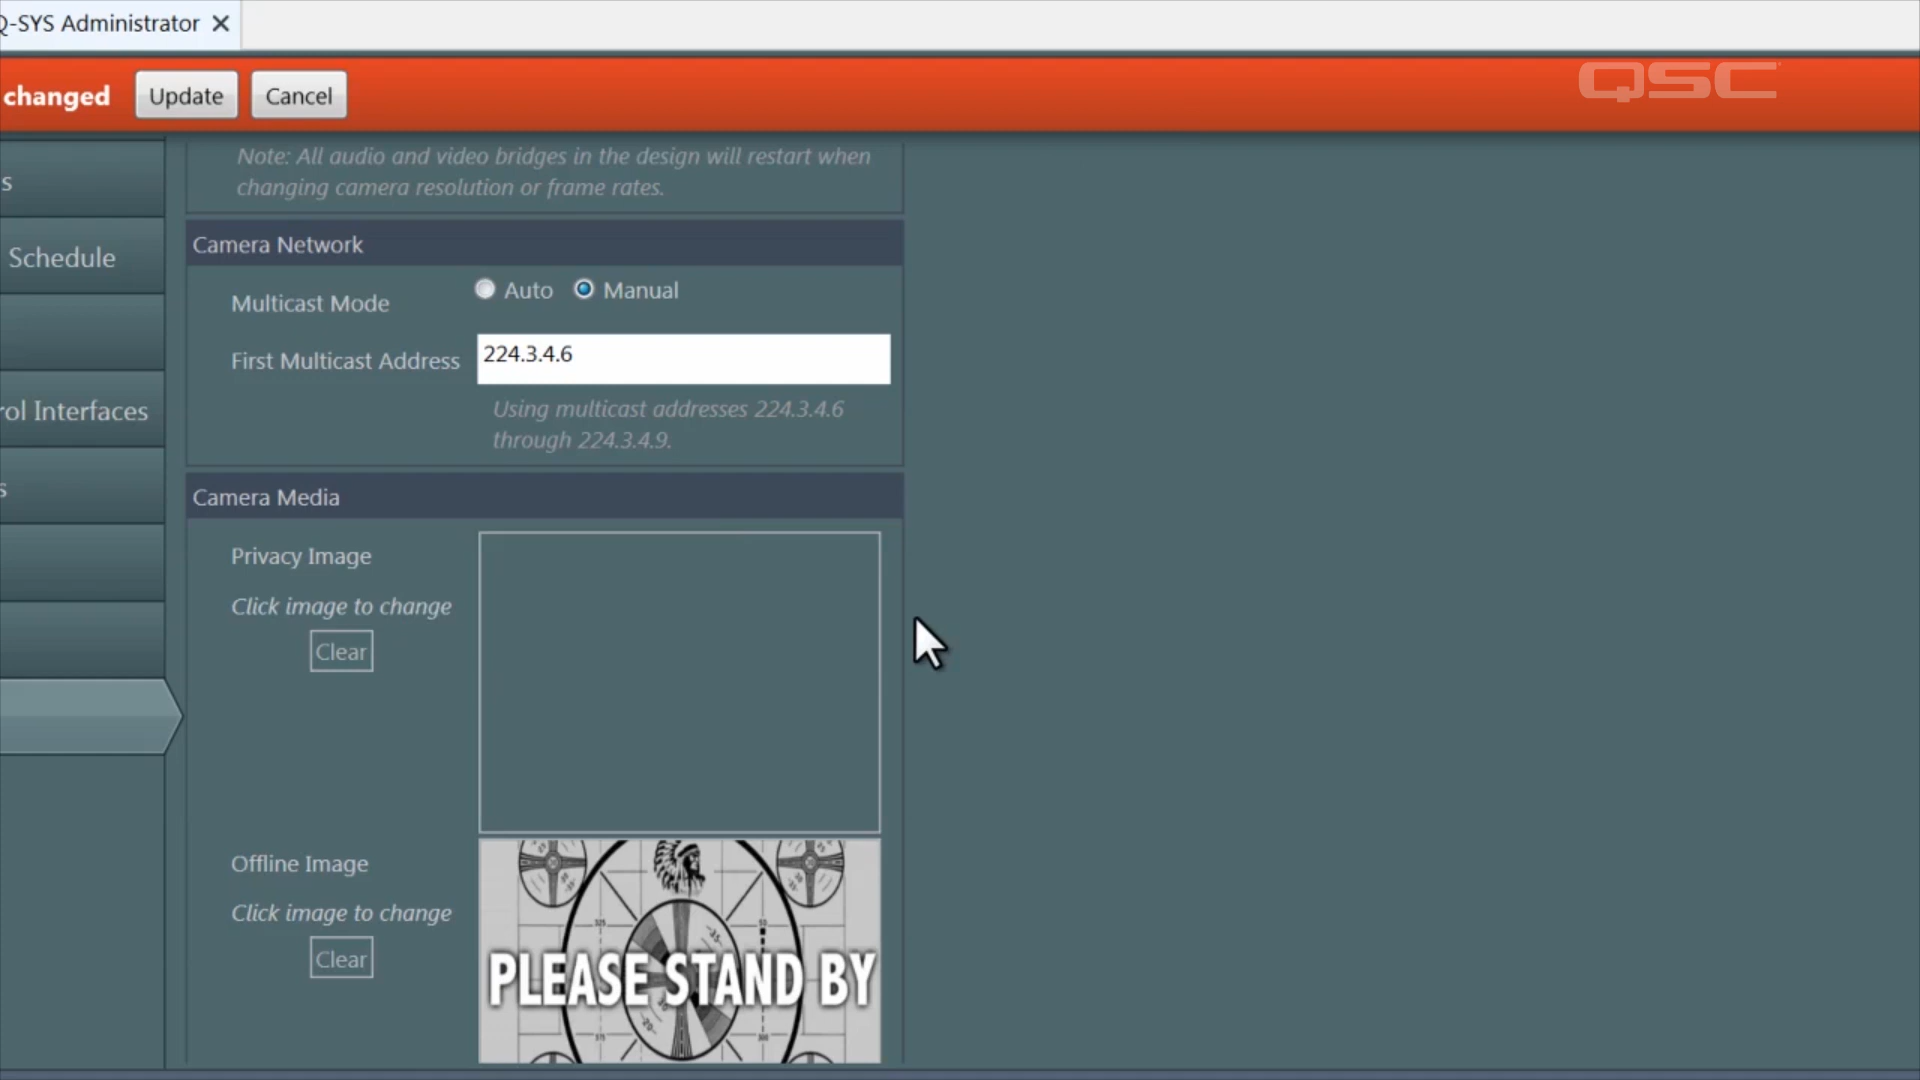 Q-SYS Administrator
changed
Update
Cancel
QSC
Note: All audio and video bridges in the design will restart when
changing camera resolution or frame rates.
s
Schedule
rol Interfaces
s
Camera Network
Multicast Mode
Auto
Manual
First Multicast Address
224.3.4.6
Using multicast addresses 224.3.4.6
through 224.3.4.9.
Camera Media
Privacy Image
Click image to change
Clear
Offline Image
Click image to change
Clear
PLEASE STAND BY